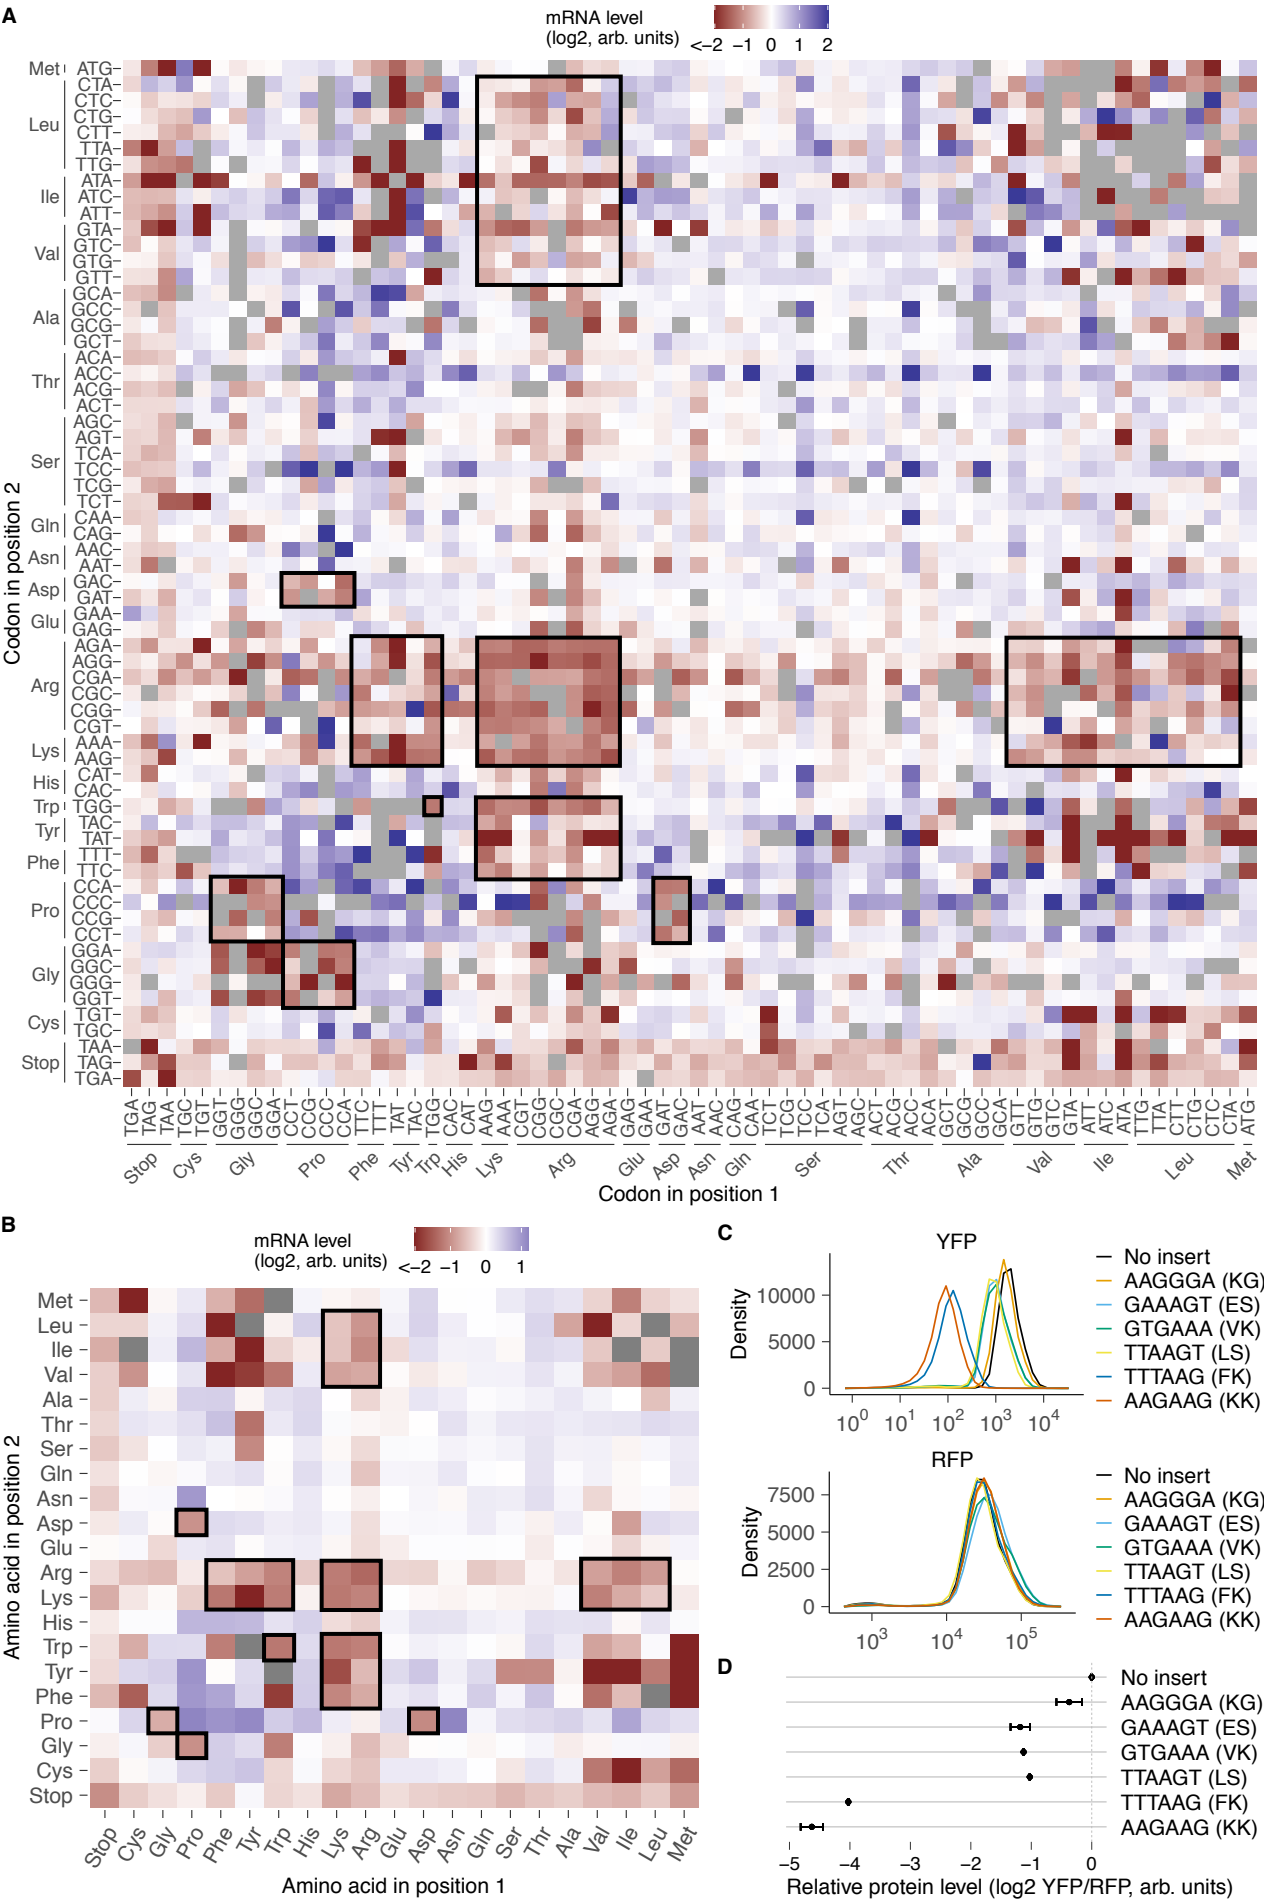 A
mRNA level
(log2, arb. units)
<−2 −1 0 1 2
Codon in position 2
Met ATG
Leu CTA
CTC
CTG
CTT
TTA
TTG
Ile ATA
ATC
ATT
Val GTA
GTC
GTG
GTT
Ala GCA
GCC
GCG
GCT
Thr ACA
ACC
ACG
ACT
Ser AGC
AGT
TCA
TCC
TCG
TCT
Gln CAA
CAG
Asn AAC
AAT
Asp GAC
GAT
Glu GAA
GAG
Arg AGA
AGG
CGA
CGC
CGG
CGT
Lys AAA
AAG
His CAT
CAC
Trp TGG
Tyr TAC
TAT
Phe TTT
TTC
Pro CCA
CCC
CCG
CCT
Gly GGA
GGC
GGG
GGT
Cys TGT
TGC
Stop TAA
TAG
TGA
TGA TAG TAA TGC TGT GGT GGG GGC GGA CCT CCG CCC CCA TTC TTT TAT TAC TGG CAC CAT AAG AAA CGT CGG CGC CGA AGG AGA GAG GAA GAT GAC AAT AAC CAG CAA TCT TCG TCC TCA AGT AGC ACT ACG ACC ACA GCT GCG GCC GCA GTT GTG GTC GTA ATT ATC ATA TTG TTA CTT CTG CTC CTA ATG
Stop Cys Gly Pro Phe Tyr Trp His Lys Arg Glu Asp Asn Gln Ser Thr Ala Val Ile Leu Met
Codon in position 1
B
mRNA level
(log2, arb. units)
<−2 −1 0 1
Amino acid in position 2
Met
Leu
Ile
Val
Ala
Thr
Ser
Gln
Asn
Asp
Glu
Arg
Lys
His
Trp
Tyr
Phe
Pro
Gly
Cys
Stop
Stop Cys Gly Pro Phe Tyr Trp His Lys Arg Glu Asp Asn Gln Ser Thr Ala Val Ile Leu Met
Amino acid in position 1
C
YFP
Density
10000
5000
0
10^0 10^1 10^2 10^3 10^4
No insert
AAGGGA (KG)
GAAAGT (ES)
GTGAAA (VK)
TTAAGT (LS)
TTTAAG (FK)
AAGAAG (KK)
RFP
Density
7500
5000
2500
0
10^3 10^4 10^5
No insert
AAGGGA (KG)
GAAAGT (ES)
GTGAAA (VK)
TTAAGT (LS)
TTTAAG (FK)
AAGAAG (KK)
D
No insert
AAGGGA (KG)
GAAAGT (ES)
GTGAAA (VK)
TTAAGT (LS)
TTTAAG (FK)
AAGAAG (KK)
−5 −4 −3 −2 −1 0
Relative protein level (log2 YFP/RFP, arb. units)